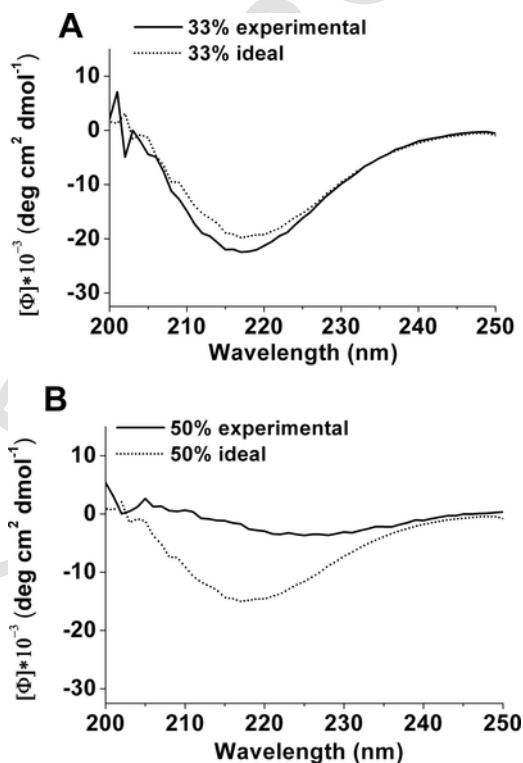 A
33% experimental
33% ideal
10
0
-10
-20
-30
[Φ]*10⁻³ (deg cm² dmol⁻¹)
200 210 220 230 240 250
Wavelength (nm)
B
50% experimental
50% ideal
10
0
-10
-20
-30
[Φ]*10⁻³ (deg cm² dmol⁻¹)
200 210 220 230 240 250
Wavelength (nm)